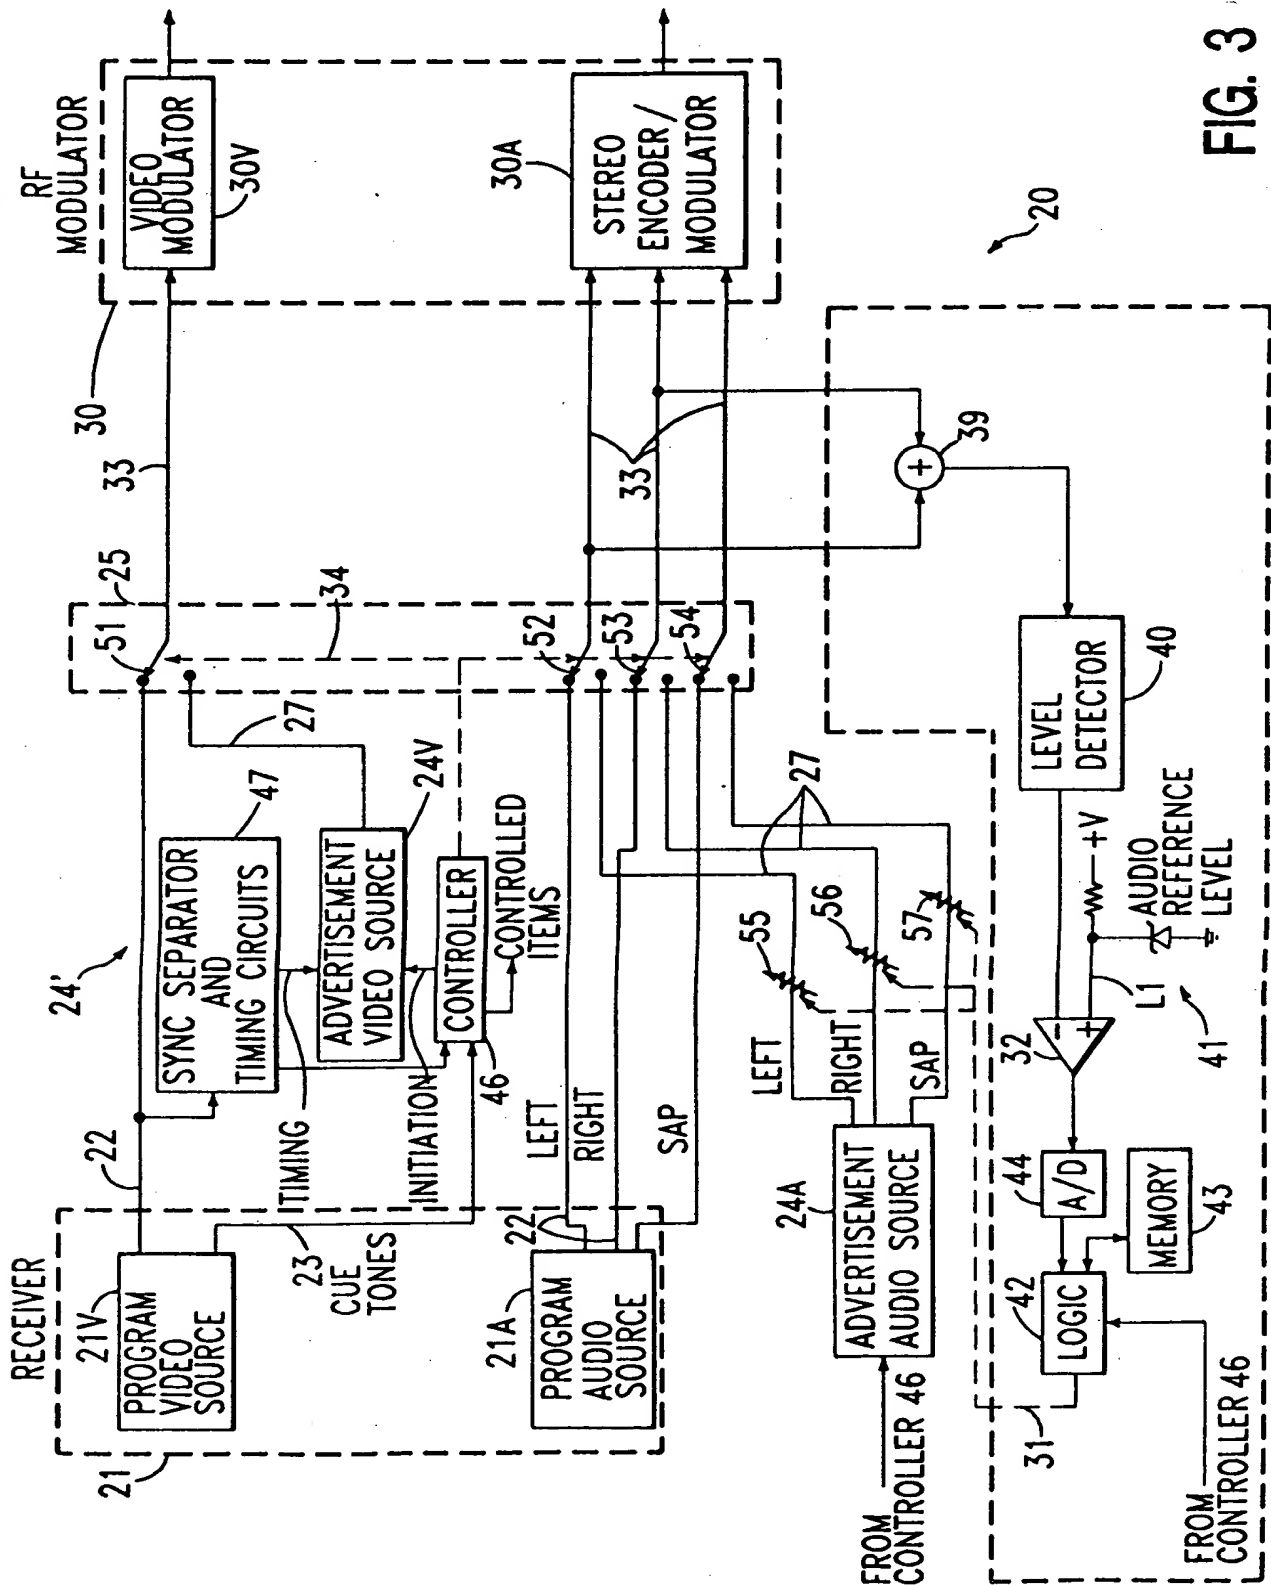 RECEIVER
21
21V
PROGRAM
VIDEO
SOURCE
21A
PROGRAM
AUDIO
SOURCE
22
23
CUE
TONES
22
24'
SYNC SEPARATOR
AND
TIMING CIRCUITS
47
TIMING
ADVERTISEMENT
VIDEO SOURCE
24V
INITIATION
CONTROLLER
46
CONTROLLED
ITEMS
LEFT
RIGHT
SAP
27
25
51
34
52
53
54
33
30
RF
MODULATOR
VIDEO
MODULATOR
30V
30A
STEREO
ENCODER/
MODULATOR
33
20
FROM
CONTROLLER 46
24A
ADVERTISEMENT
AUDIO SOURCE
LEFT
RIGHT
SAP
55
56
57
27
39
+
LEVEL
DETECTOR
40
+V
AUDIO
REFERENCE
LEVEL
L1
41
32
-
+
44
A/D
MEMORY
43
42
LOGIC
31
FROM
CONTROLLER 46
FIG. 3